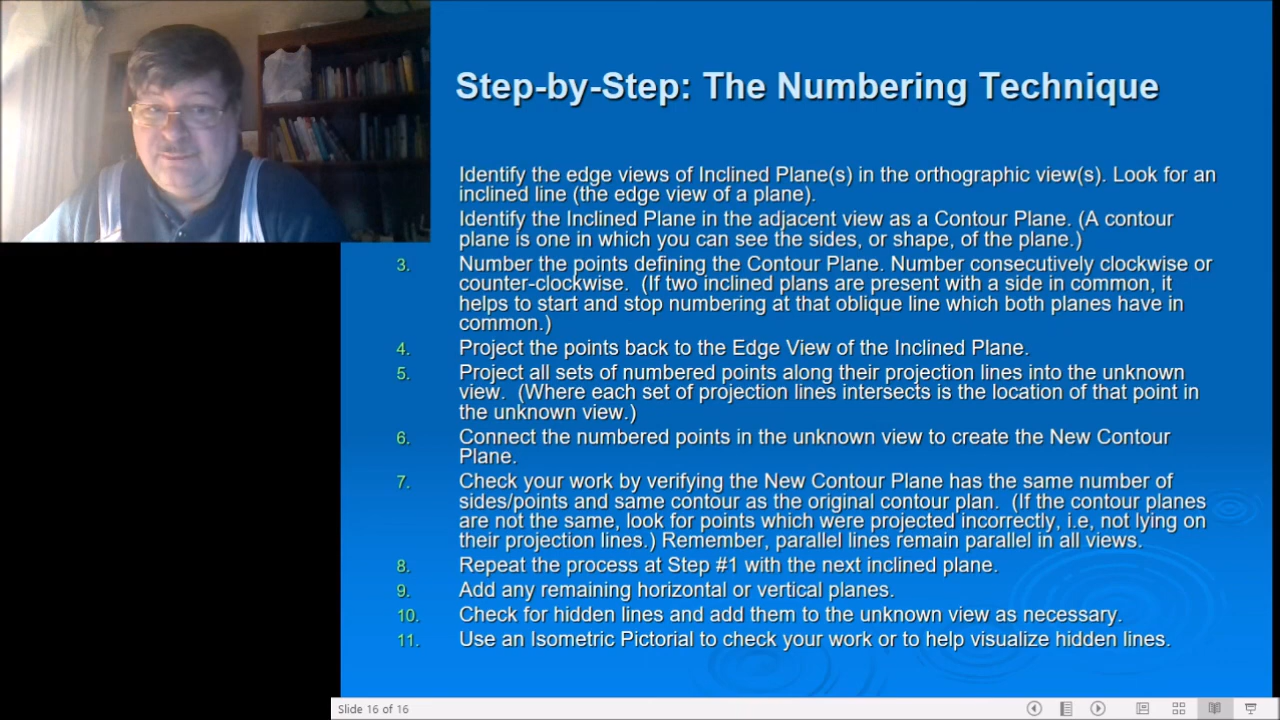 Step-by-Step: The Numbering Technique
Identify the edge views of Inclined Plane(s) in the orthographic view(s). Look for an
inclined line (the edge view of a plane).
Identify the Inclined Plane in the adjacent view as a Contour Plane. (A contour
plane is one in which you can see the sides, or shape, of the plane.)
3. Number the points defining the Contour Plane. Number consecutively clockwise or
counter-clockwise. (If two inclined plans are present with a side in common, it
helps to start and stop numbering at that oblique line which both planes have in
common.)
4. Project the points back to the Edge View of the Inclined Plane.
5. Project all sets of numbered points along their projection lines into the unknown
view. (Where each set of projection lines intersects is the location of that point in
the unknown view.)
6. Connect the numbered points in the unknown view to create the New Contour
Plane.
7. Check your work by verifying the New Contour Plane has the same number of
sides/points and same contour as the original contour plan. (If the contour planes
are not the same, look for points which were projected incorrectly, i.e, not lying on
their projection lines.) Remember, parallel lines remain parallel in all views.
8. Repeat the process at Step #1 with the next inclined plane.
9. Add any remaining horizontal or vertical planes.
10. Check for hidden lines and add them to the unknown view as necessary.
11. Use an Isometric Pictorial to check your work or to help visualize hidden lines.
Slide 16 of 16